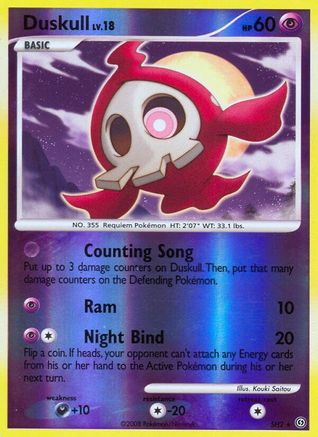 Duskull LV.18 HP 60
BASIC
NO. 355 Requiem Pokémon HT: 2'07" WT: 33.1 lbs.
Counting Song
Put up to 3 damage counters on Duskull. Then, put that many
damage counters on the Defending Pokémon.
Ram 10
Night Bind 20
Flip a coin. If heads, your opponent can't attach any Energy cards
from his or her hand to the Active Pokémon during his or her
next turn.
Illus. Kouki Saitou
weakness resistance retreat cost
+10 -20
©2008 Pokémon/Nintendo SH2